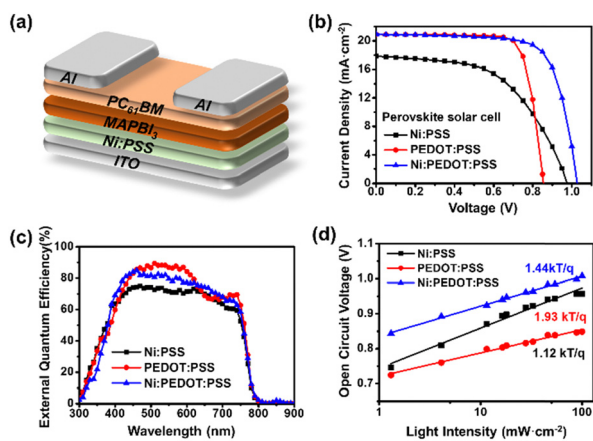 (a)
Al
Al
PC61BM
MAPBI3
Ni:PSS
ITO
(b)
Current Density (mA·cm-2)
24
20
16
12
8
4
0
Perovskite solar cell
Ni:PSS
PEDOT:PSS
Ni:PEDOT:PSS
0.0 0.2 0.4 0.6 0.8 1.0
Voltage (V)
(c)
External Quantum Efficiency(%)
100
80
60
40
20
0
Ni:PSS
PEDOT:PSS
Ni:PEDOT:PSS
300 400 500 600 700 800 900
Wavelength (nm)
(d)
Open Circuit Voltage (V)
1.1
1.0
0.9
0.8
0.7
Ni:PSS
PEDOT:PSS
Ni:PEDOT:PSS
1.44kT/q
1.93 kT/q
1.12 kT/q
1 10 100
Light Intensity (mW·cm-2)